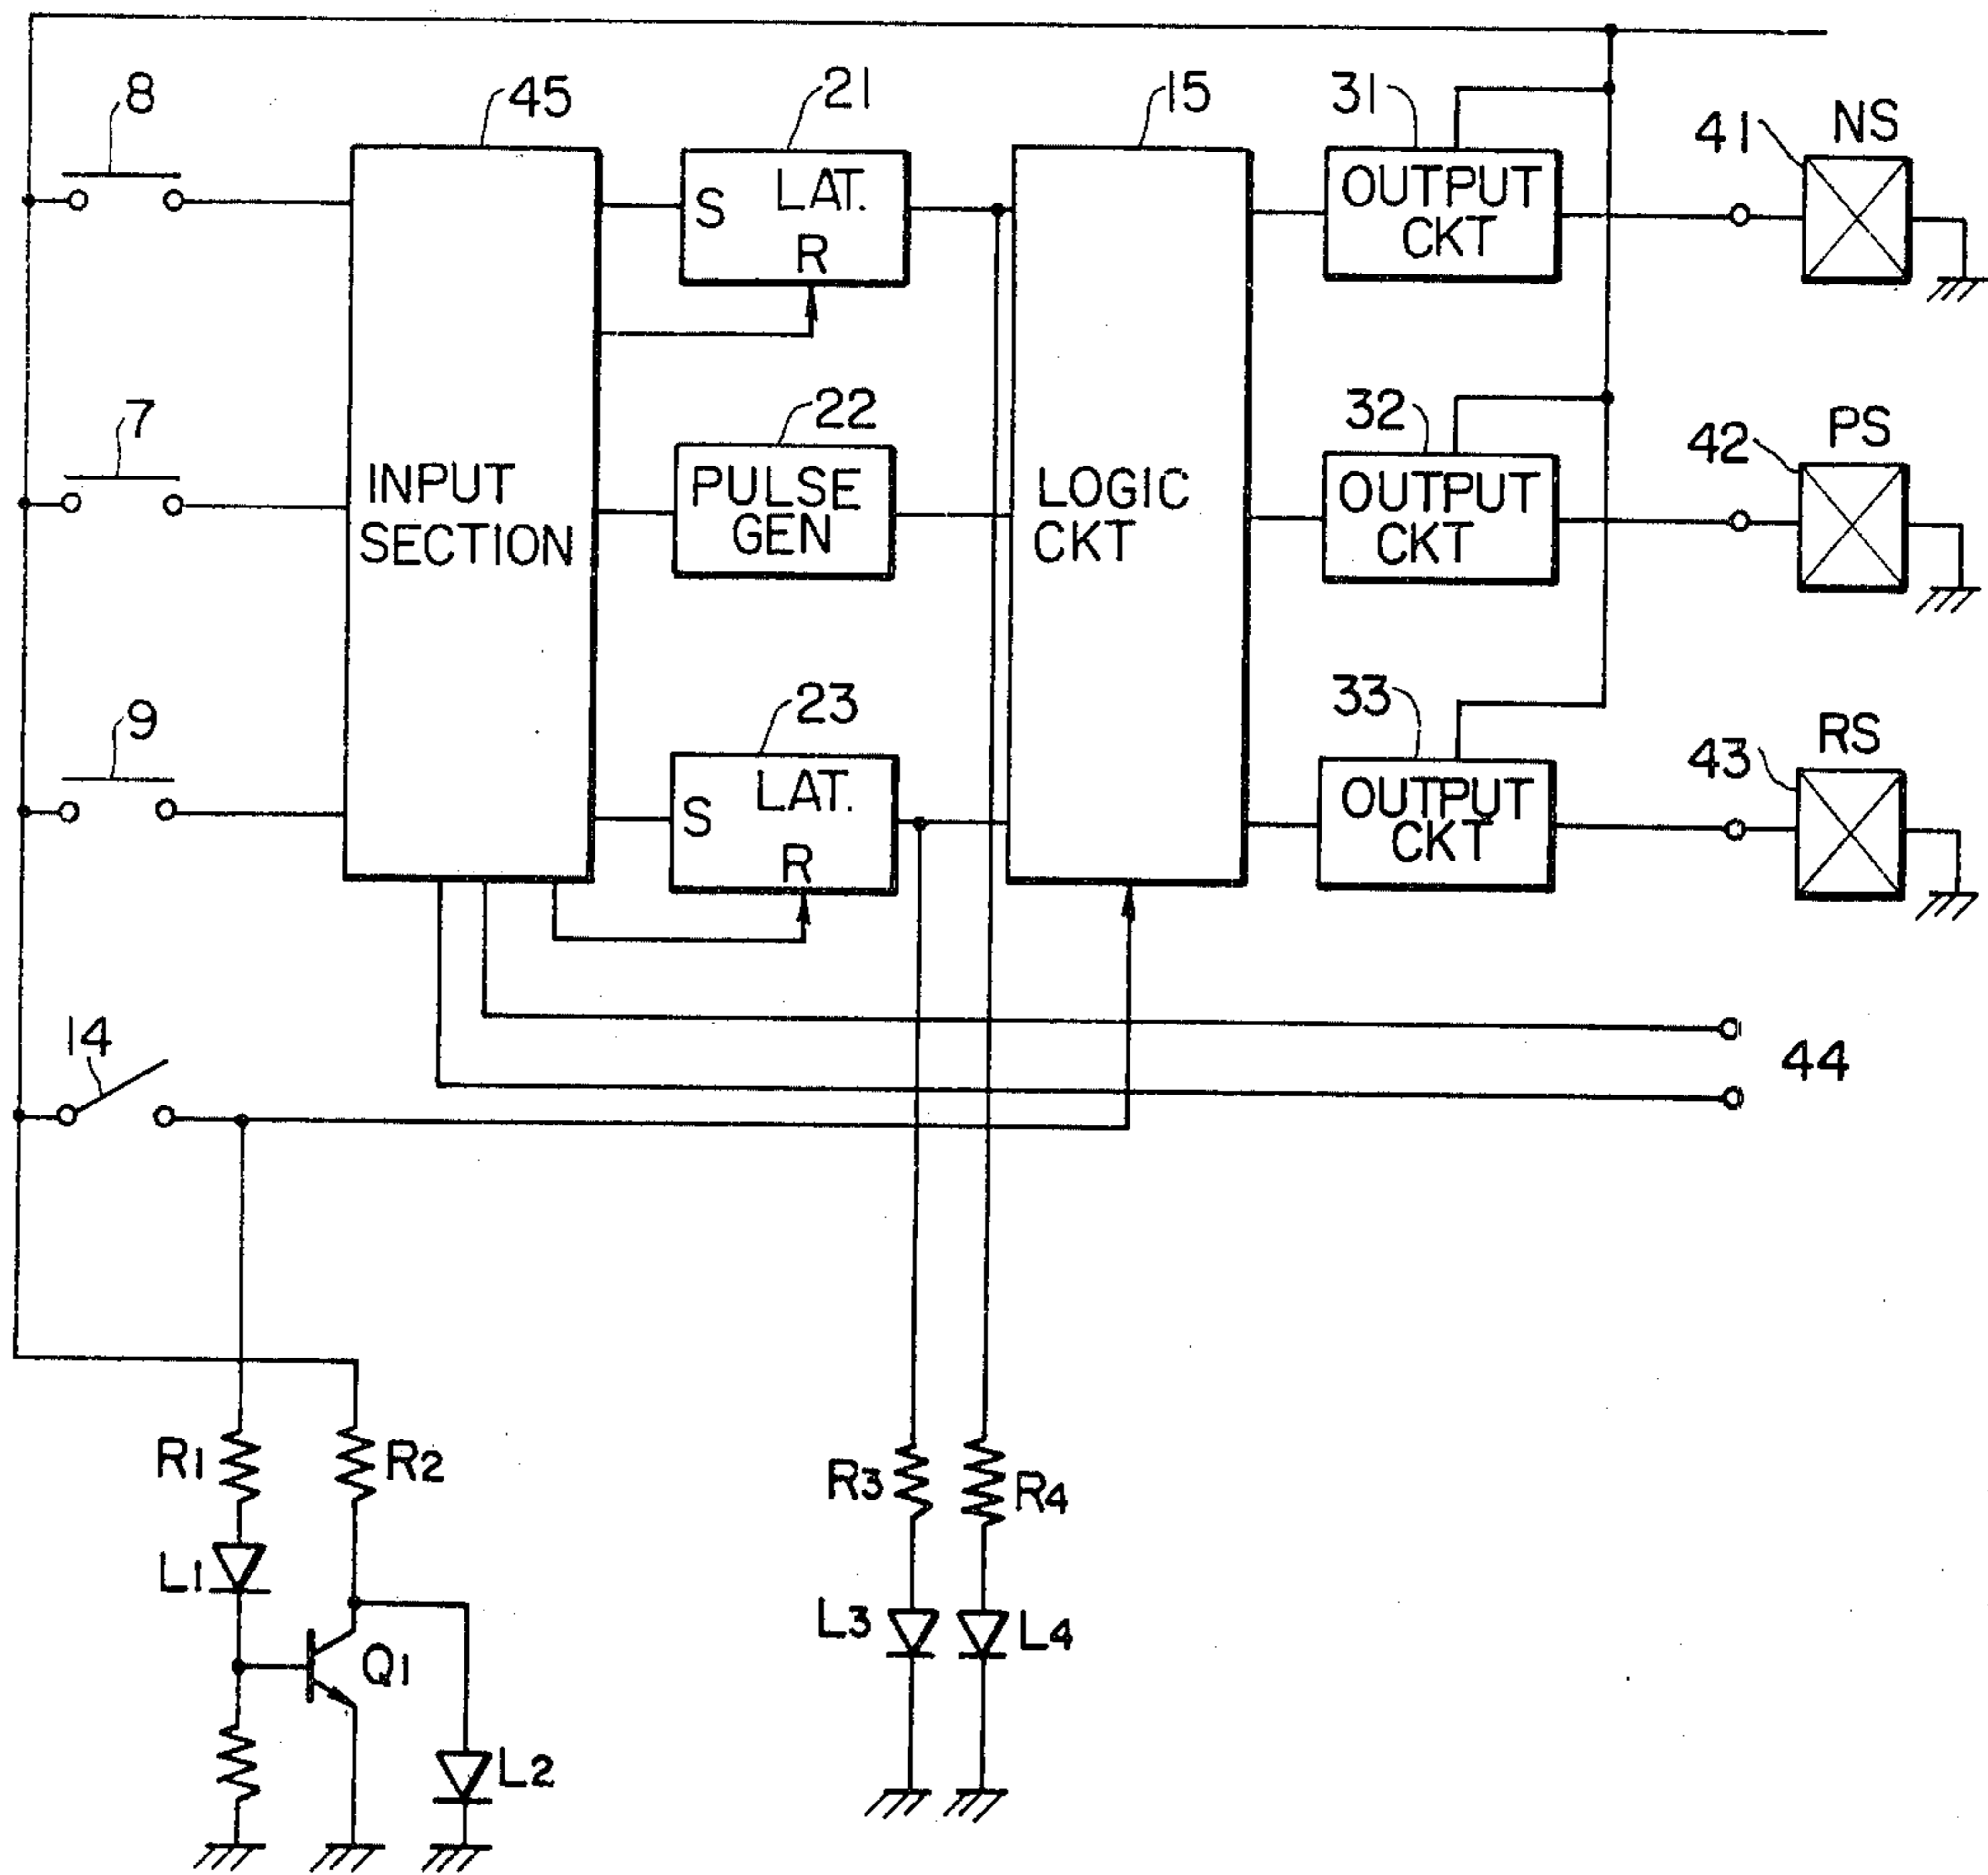 8
45
21
15
31
41
NS
S
LAT.
R
OUTPUT
CKT
7
22
32
42
PS
INPUT
SECTION
PULSE
GEN
LOGIC
CKT
OUTPUT
CKT
9
23
33
43
RS
S
LAT.
R
OUTPUT
CKT
14
44
R1
R2
R3
R4
L1
L3
L4
Q1
L2